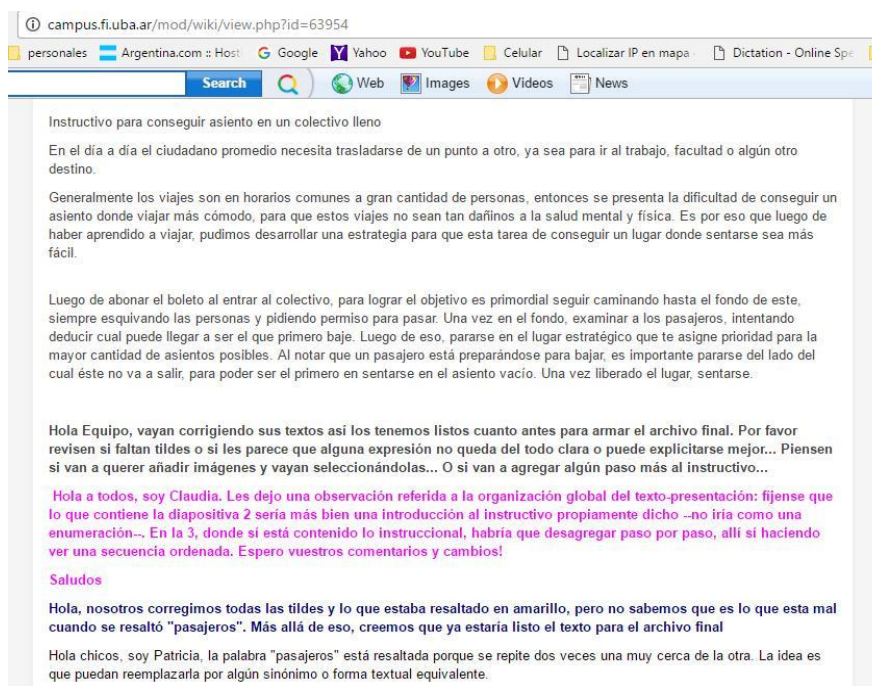 campus.fi.uba.ar/mod/wiki/view.php?id=63954
personales Argentina.com :: Host Google Yahoo YouTube Celular Localizar IP en mapa Dictation - Online Spe
Search Web Images Videos News
Instructivo para conseguir asiento en un colectivo lleno
En el día a día el ciudadano promedio necesita trasladarse de un punto a otro, ya sea para ir al trabajo, facultad o algún otro
destino.
Generalmente los viajes son en horarios comunes a gran cantidad de personas, entonces se presenta la dificultad de conseguir un
asiento donde viajar más cómodo, para que estos viajes no sean tan dañinos a la salud mental y física. Es por eso que luego de
haber aprendido a viajar, pudimos desarrollar una estrategia para que esta tarea de conseguir un lugar donde sentarse sea más
fácil.
Luego de abonar el boleto al entrar al colectivo, para lograr el objetivo es primordial seguir caminando hasta el fondo de este,
siempre esquivando las personas y pidiendo permiso para pasar. Una vez en el fondo, examinar a los pasajeros, intentando
deducir cual puede llegar a ser el que primero baje. Luego de eso, pararse en el lugar estratégico que te asigne prioridad para la
mayor cantidad de asientos posibles. Al notar que un pasajero está preparándose para bajar, es importante pararse del lado del
cual éste no va a salir, para poder ser el primero en sentarse en el asiento vacío. Una vez liberado el lugar, sentarse.
Hola Equipo, vayan corrigiendo sus textos así los tenemos listos cuanto antes para armar el archivo final. Por favor
revisen si faltan tildes o si les parece que alguna expresión no queda del todo clara o puede explicitarse mejor... Piensen
si van a querer añadir imágenes y vayan seleccionándolas... O si van a agregar algún paso más al instructivo...
Hola a todos, soy Claudia. Les dejo una observación referida a la organización global del texto-presentación: fíjense que
lo que contiene la diapositiva 2 sería más bien una introducción al instructivo propiamente dicho --no iría como una
enumeración--. En la 3, donde sí está contenido lo instruccional, habría que desagregar paso por paso, allí sí haciendo
ver una secuencia ordenada. Espero vuestros comentarios y cambios!
Saludos
Hola, nosotros corregimos todas las tildes y lo que estaba resaltado en amarillo, pero no sabemos que es lo que esta mal
cuando se resaltó "pasajeros". Más allá de eso, creemos que ya estaría listo el texto para el archivo final
Hola chicos, soy Patricia, la palabra "pasajeros" está resaltada porque se repite dos veces una muy cerca de la otra. La idea es
que puedan reemplazarla por algún sinónimo o forma textual equivalente.